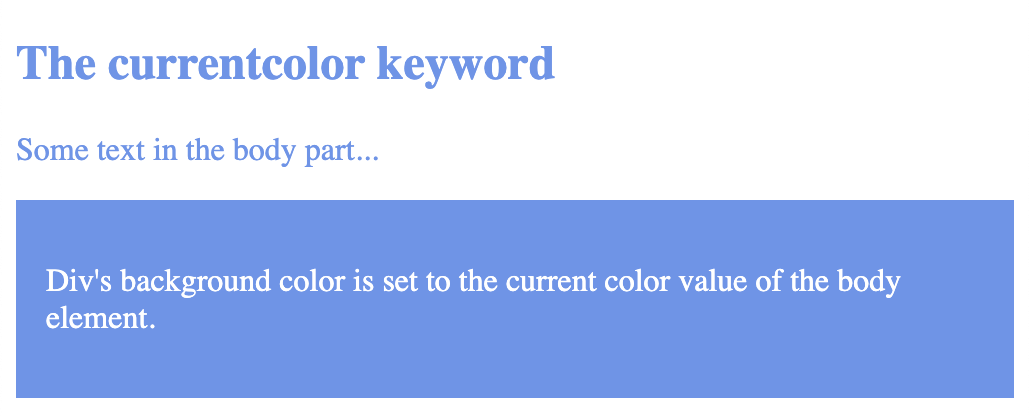 The currentcolor keyword
Some text in the body part...
Div's background color is set to the current color value of the body
element.